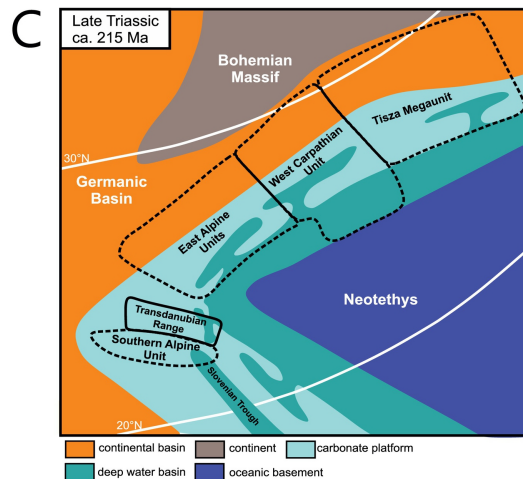 C
Late Triassic
ca. 215 Ma
Bohemian
Massif
Tisza Megaunit
West Carpathian
Unit
30°N
Germanic
Basin
East Alpine
Units
Neotethys
Transdanubian
Range
Southern Alpine
Unit
Slovenian Trough
20°N
continental basin
continent
carbonate platform
deep water basin
oceanic basement